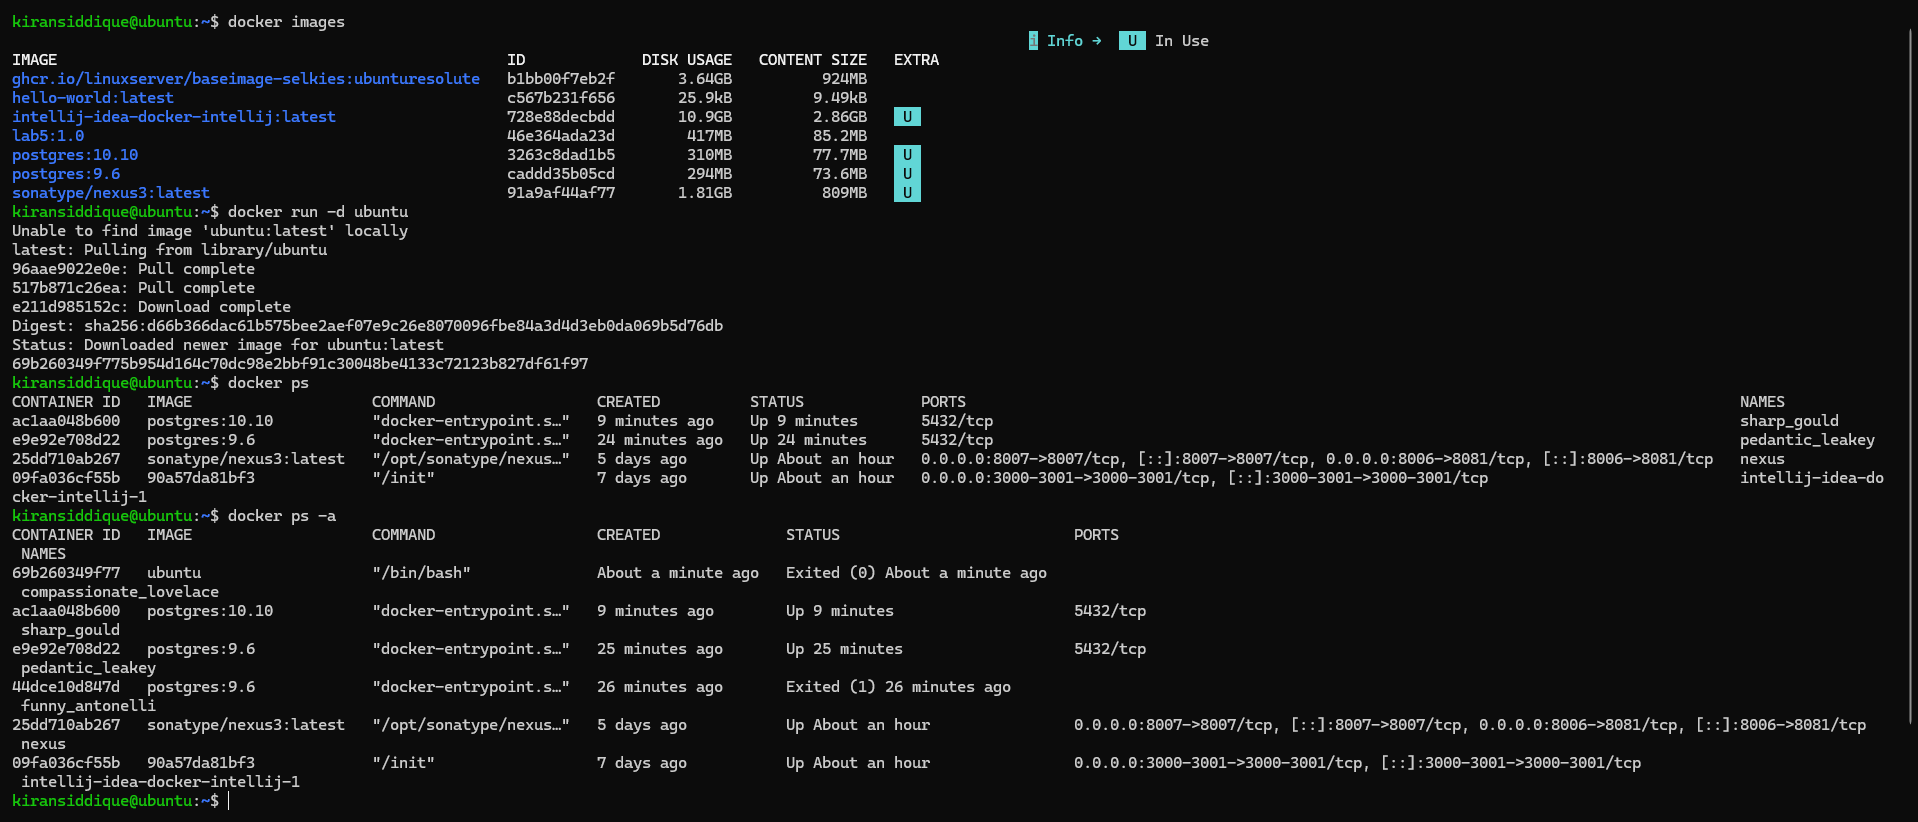 kiransiddique@ubuntu:~$ docker images
i Info → U In Use
IMAGE ID DISK USAGE CONTENT SIZE EXTRA
ghcr.io/linuxserver/baseimage-selkies:ubunturesolute b1bb00f7eb2f 3.64GB 924MB
hello-world:latest c567b231f656 25.9kB 9.49kB
intellij-idea-docker-intellij:latest 728e88decbdd 10.9GB 2.86GB U
lab5:1.0 46e364ada23d 417MB 85.2MB
postgres:10.10 3263c8dad1b5 310MB 77.7MB U
postgres:9.6 caddd35b05cd 294MB 73.6MB U
sonatype/nexus3:latest 91a9af44af77 1.81GB 809MB U
kiransiddique@ubuntu:~$ docker run -d ubuntu
Unable to find image 'ubuntu:latest' locally
latest: Pulling from library/ubuntu
96aae9022e0e: Pull complete
517b871c26ea: Pull complete
e211d985152c: Download complete
Digest: sha256:d66b366dac61b575bee2aef07e9c26e8070096fbe84a3d4d3eb0da069b5d76db
Status: Downloaded newer image for ubuntu:latest
69b260349f775b954d164c70dc98e2bbf91c30048be4133c72123b827df61f97
kiransiddique@ubuntu:~$ docker ps
CONTAINER ID IMAGE COMMAND CREATED STATUS PORTS NAMES
ac1aa048b600 postgres:10.10 "docker-entrypoint.s…" 9 minutes ago Up 9 minutes 5432/tcp sharp_gould
e9e92e708d22 postgres:9.6 "docker-entrypoint.s…" 24 minutes ago Up 24 minutes 5432/tcp pedantic_leakey
25dd710ab267 sonatype/nexus3:latest "/opt/sonatype/nexus…" 5 days ago Up About an hour 0.0.0.0:8007->8007/tcp, [::]:8007->8007/tcp, 0.0.0.0:8006->8081/tcp, [::]:8006->8081/tcp nexus
09fa036cf55b 90a57da81bf3 "/init" 7 days ago Up About an hour 0.0.0.0:3000-3001->3000-3001/tcp, [::]:3000-3001->3000-3001/tcp intellij-idea-do
cker-intellij-1
kiransiddique@ubuntu:~$ docker ps -a
CONTAINER ID IMAGE COMMAND CREATED STATUS PORTS
NAMES
69b260349f77 ubuntu "/bin/bash" About a minute ago Exited (0) About a minute ago
compassionate_lovelace
ac1aa048b600 postgres:10.10 "docker-entrypoint.s…" 9 minutes ago Up 9 minutes 5432/tcp
sharp_gould
e9e92e708d22 postgres:9.6 "docker-entrypoint.s…" 25 minutes ago Up 25 minutes 5432/tcp
pedantic_leakey
44dce10d847d postgres:9.6 "docker-entrypoint.s…" 26 minutes ago Exited (1) 26 minutes ago
funny_antonelli
25dd710ab267 sonatype/nexus3:latest "/opt/sonatype/nexus…" 5 days ago Up About an hour 0.0.0.0:8007->8007/tcp, [::]:8007->8007/tcp, 0.0.0.0:8006->8081/tcp, [::]:8006->8081/tcp
nexus
09fa036cf55b 90a57da81bf3 "/init" 7 days ago Up About an hour 0.0.0.0:3000-3001->3000-3001/tcp, [::]:3000-3001->3000-3001/tcp
intellij-idea-docker-intellij-1
kiransiddique@ubuntu:~$